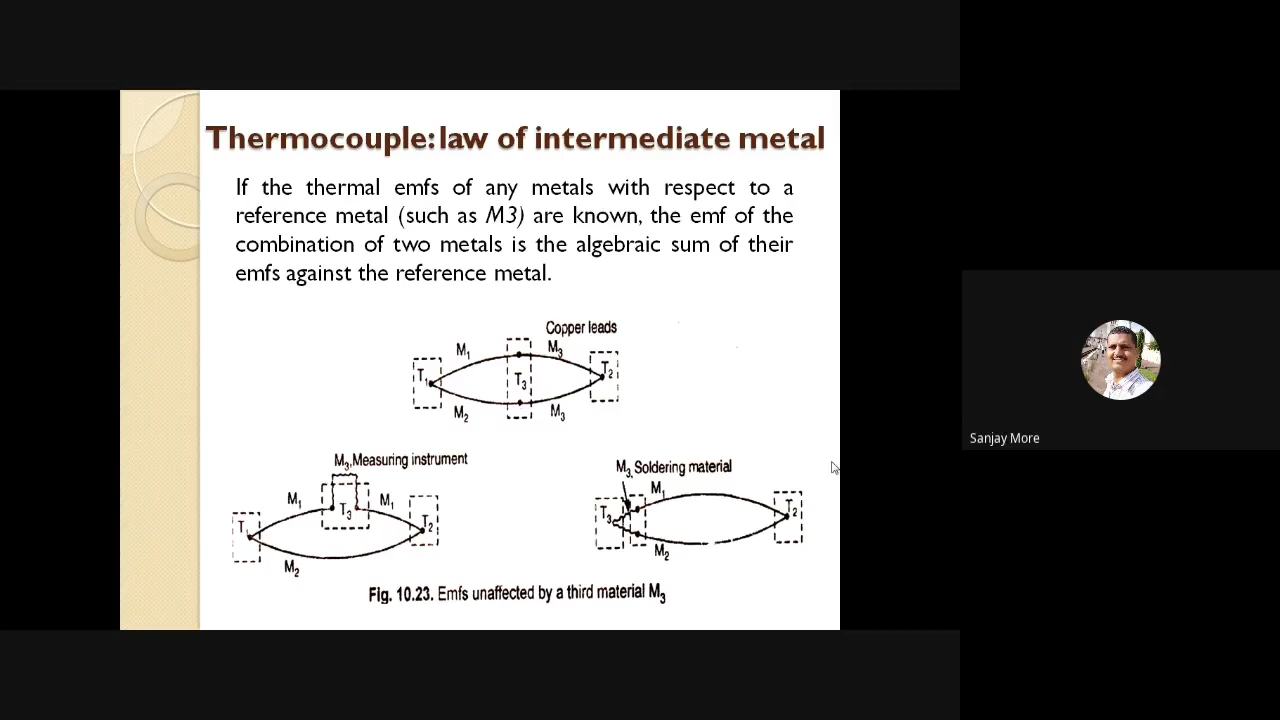 Thermocouple: law of intermediate metal
If the thermal emfs of any metals with respect to a
reference metal (such as M3) are known, the emf of the
combination of two metals is the algebraic sum of their
emfs against the reference metal.
Copper leads
M₁
M₃
T₁
T₃
T₂
M₂
M₃
M₃, Measuring instrument
M₁
T₃
M₁
T₁
T₂
M₂
M₃, Soldering material
M₁
T₃
T₂
M₂
Fig. 10.23. Emfs unaffected by a third material M₃
Sanjay More